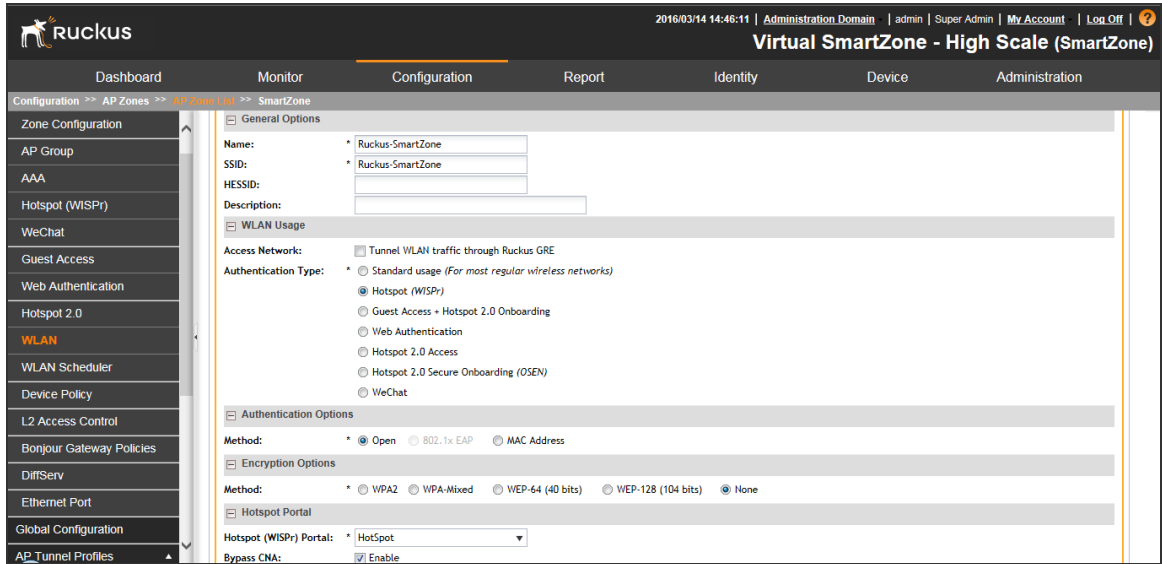 Ruckus
2016/03/14 14:46:11 | Administration Domain | admin | Super Admin | My Account | Log Off | ?
Virtual SmartZone - High Scale (SmartZone)
Dashboard Monitor Configuration Report Identity Device Administration
Configuration >> AP Zones >> AP Zone List >> SmartZone
Zone Configuration
AP Group
AAA
Hotspot (WISPr)
WeChat
Guest Access
Web Authentication
Hotspot 2.0
WLAN
WLAN Scheduler
Device Policy
L2 Access Control
Bonjour Gateway Policies
DiffServ
Ethernet Port
Global Configuration
AP Tunnel Profiles
General Options
Name: * Ruckus-SmartZone
SSID: * Ruckus-SmartZone
HESSID:
Description:
WLAN Usage
Access Network: Tunnel WLAN traffic through Ruckus GRE
Authentication Type: * Standard usage (For most regular wireless networks)
Hotspot (WISPr)
Guest Access + Hotspot 2.0 Onboarding
Web Authentication
Hotspot 2.0 Access
Hotspot 2.0 Secure Onboarding (OSEN)
WeChat
Authentication Options
Method: * Open 802.1x EAP MAC Address
Encryption Options
Method: * WPA2 WPA-Mixed WEP-64 (40 bits) WEP-128 (104 bits) None
Hotspot Portal
Hotspot (WISPr) Portal: * HotSpot
Bypass CNA: Enable